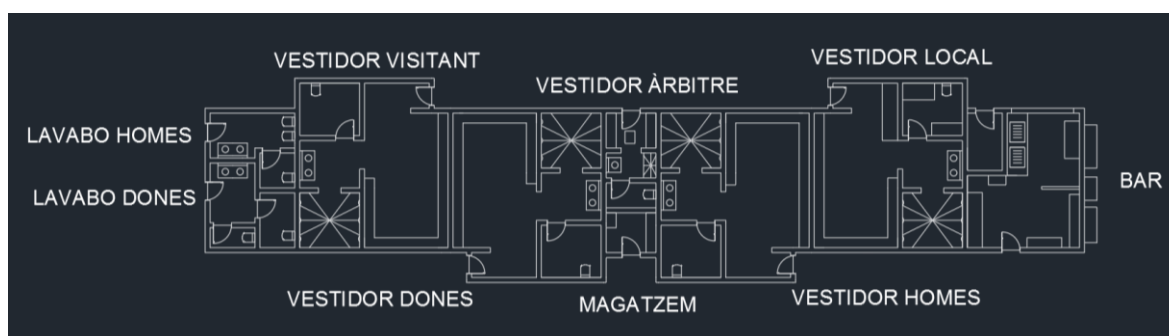 VESTIDOR VISITANT
VESTIDOR LOCAL
VESTIDOR ÀRBITRE
LAVABO HOMES
BAR
LAVABO DONES
VESTIDOR DONES
MAGATZEM
VESTIDOR HOMES